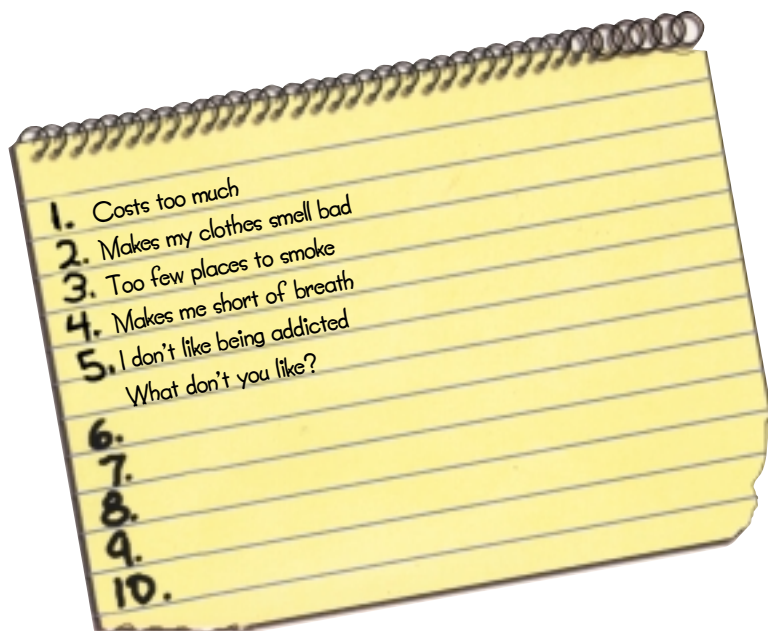 1. Costs too much
2. Makes my clothes smell bad
3. Too few places to smoke
4. Makes me short of breath
5. I don't like being addicted
What don't you like?
6.
7.
8.
9.
10.